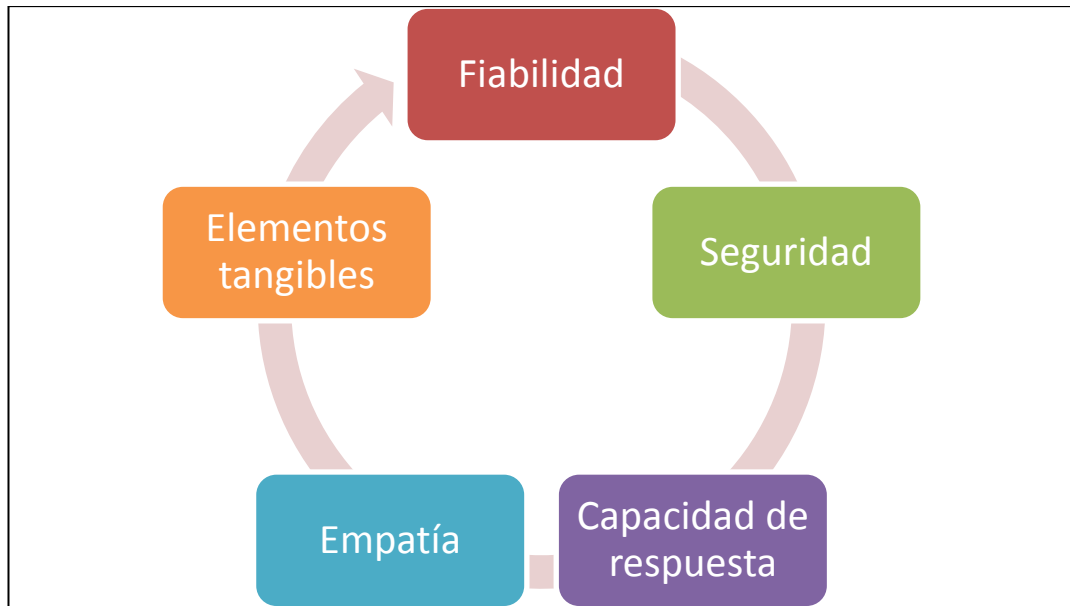 Fiabilidad
Seguridad
Capacidad de
respuesta
Empatía
Elementos
tangibles